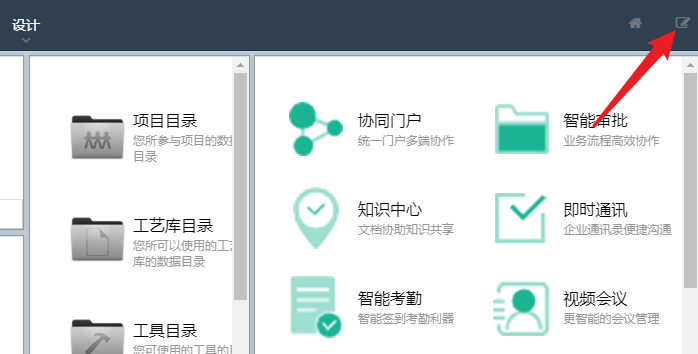 设计
项目目录
您所参与项目的数据
目录
工艺库目录
您所可以使用的工艺
库的数据目录
工具目录
您可使用的工具的目
协同门户
统一门户多端协作
智能审批
业务流程高效协作
知识中心
文档协助知识共享
即时通讯
企业通讯录便捷沟通
智能考勤
智能签到考勤利器
视频会议
更智能的会议管理